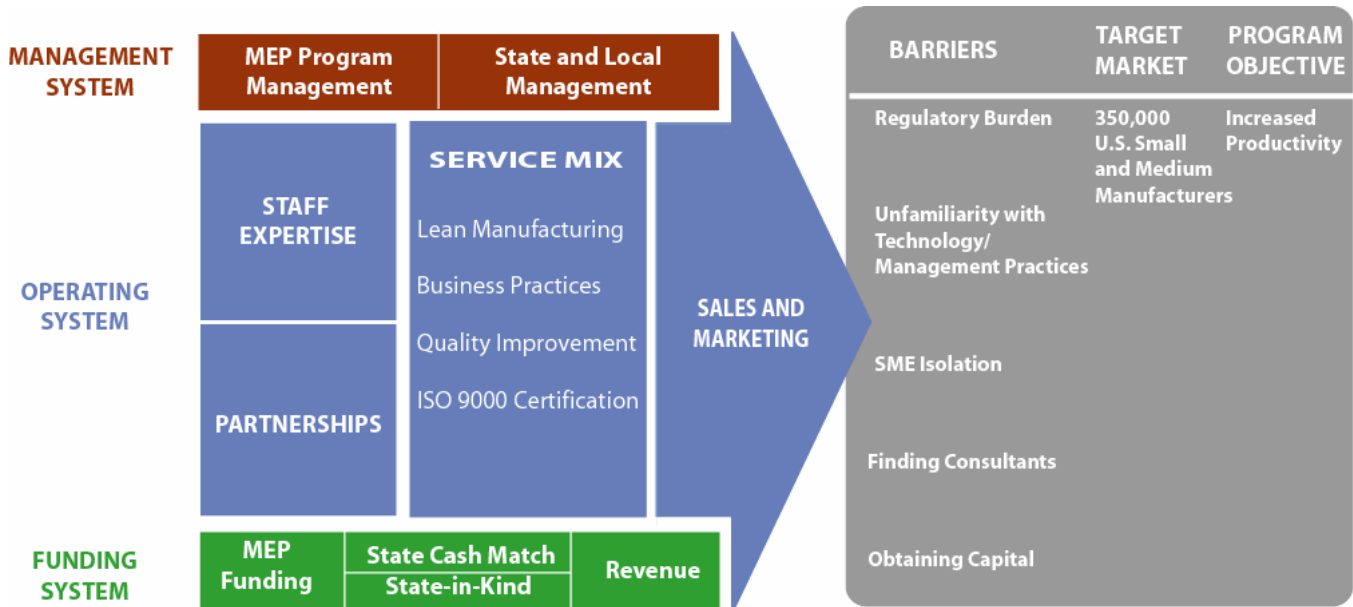 MANAGEMENT
SYSTEM
MEP Program
Management
State and Local
Management
OPERATING
SYSTEM
STAFF
EXPERTISE
PARTNERSHIPS
SERVICE MIX
Lean Manufacturing
Business Practices
Quality Improvement
ISO 9000 Certification
SALES AND
MARKETING
FUNDING
SYSTEM
MEP
Funding
State Cash Match
State-in-Kind
Revenue
BARRIERS
TARGET
MARKET
PROGRAM
OBJECTIVE
Regulatory Burden
350,000
U.S. Small
and Medium
Manufacturers
Increased
Productivity
Unfamiliarity with
Technology/
Management Practices
SME Isolation
Finding Consultants
Obtaining Capital